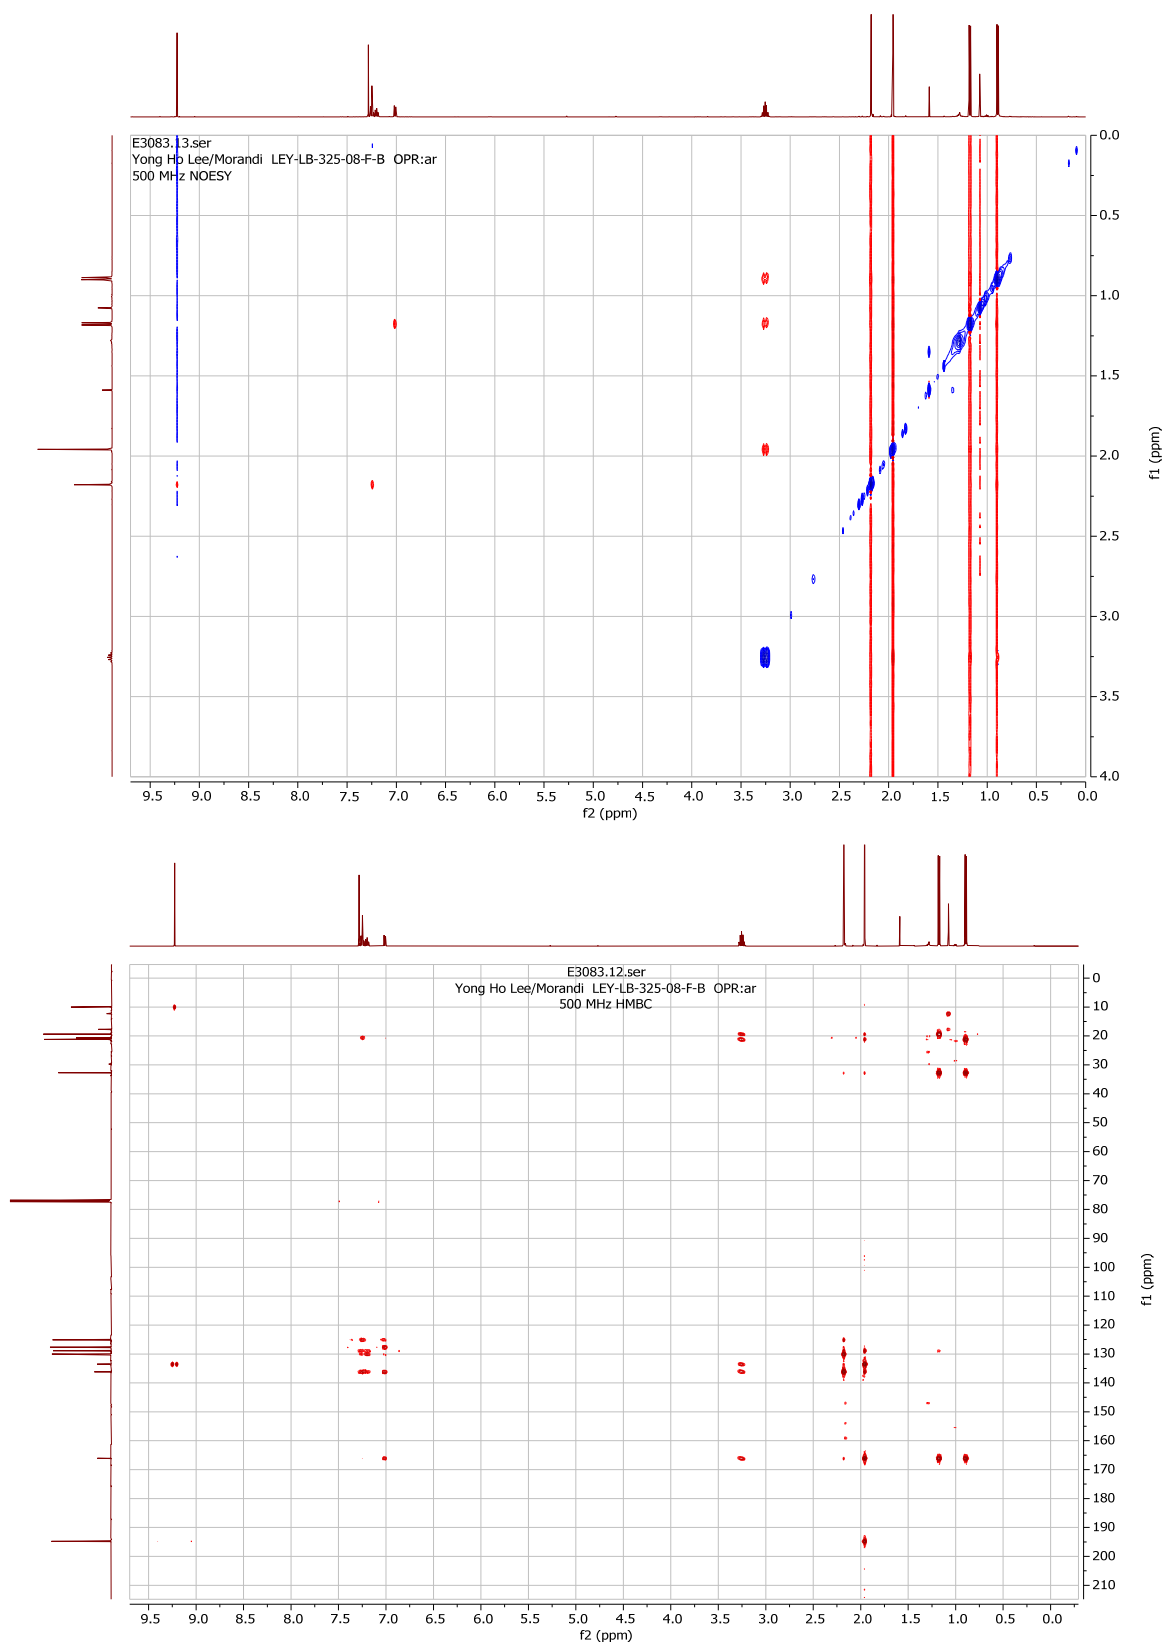 E3083.13.ser
Yong Ho Lee/Morandi LEY-LB-325-08-F-B OPR:ar
500 MHz NOESY
0.0
0.5
1.0
1.5
2.0
2.5
3.0
3.5
4.0
f1 (ppm)
9.5 9.0 8.5 8.0 7.5 7.0 6.5 6.0 5.5 5.0 4.5 4.0 3.5 3.0 2.5 2.0 1.5 1.0 0.5 0.0
f2 (ppm)
E3083.12.ser
Yong Ho Lee/Morandi LEY-LB-325-08-F-B OPR:ar
500 MHz HMBC
0
10
20
30
40
50
60
70
80
90
100
110
120
130
140
150
160
170
180
190
200
210
f1 (ppm)
9.5 9.0 8.5 8.0 7.5 7.0 6.5 6.0 5.5 5.0 4.5 4.0 3.5 3.0 2.5 2.0 1.5 1.0 0.5 0.0
f2 (ppm)